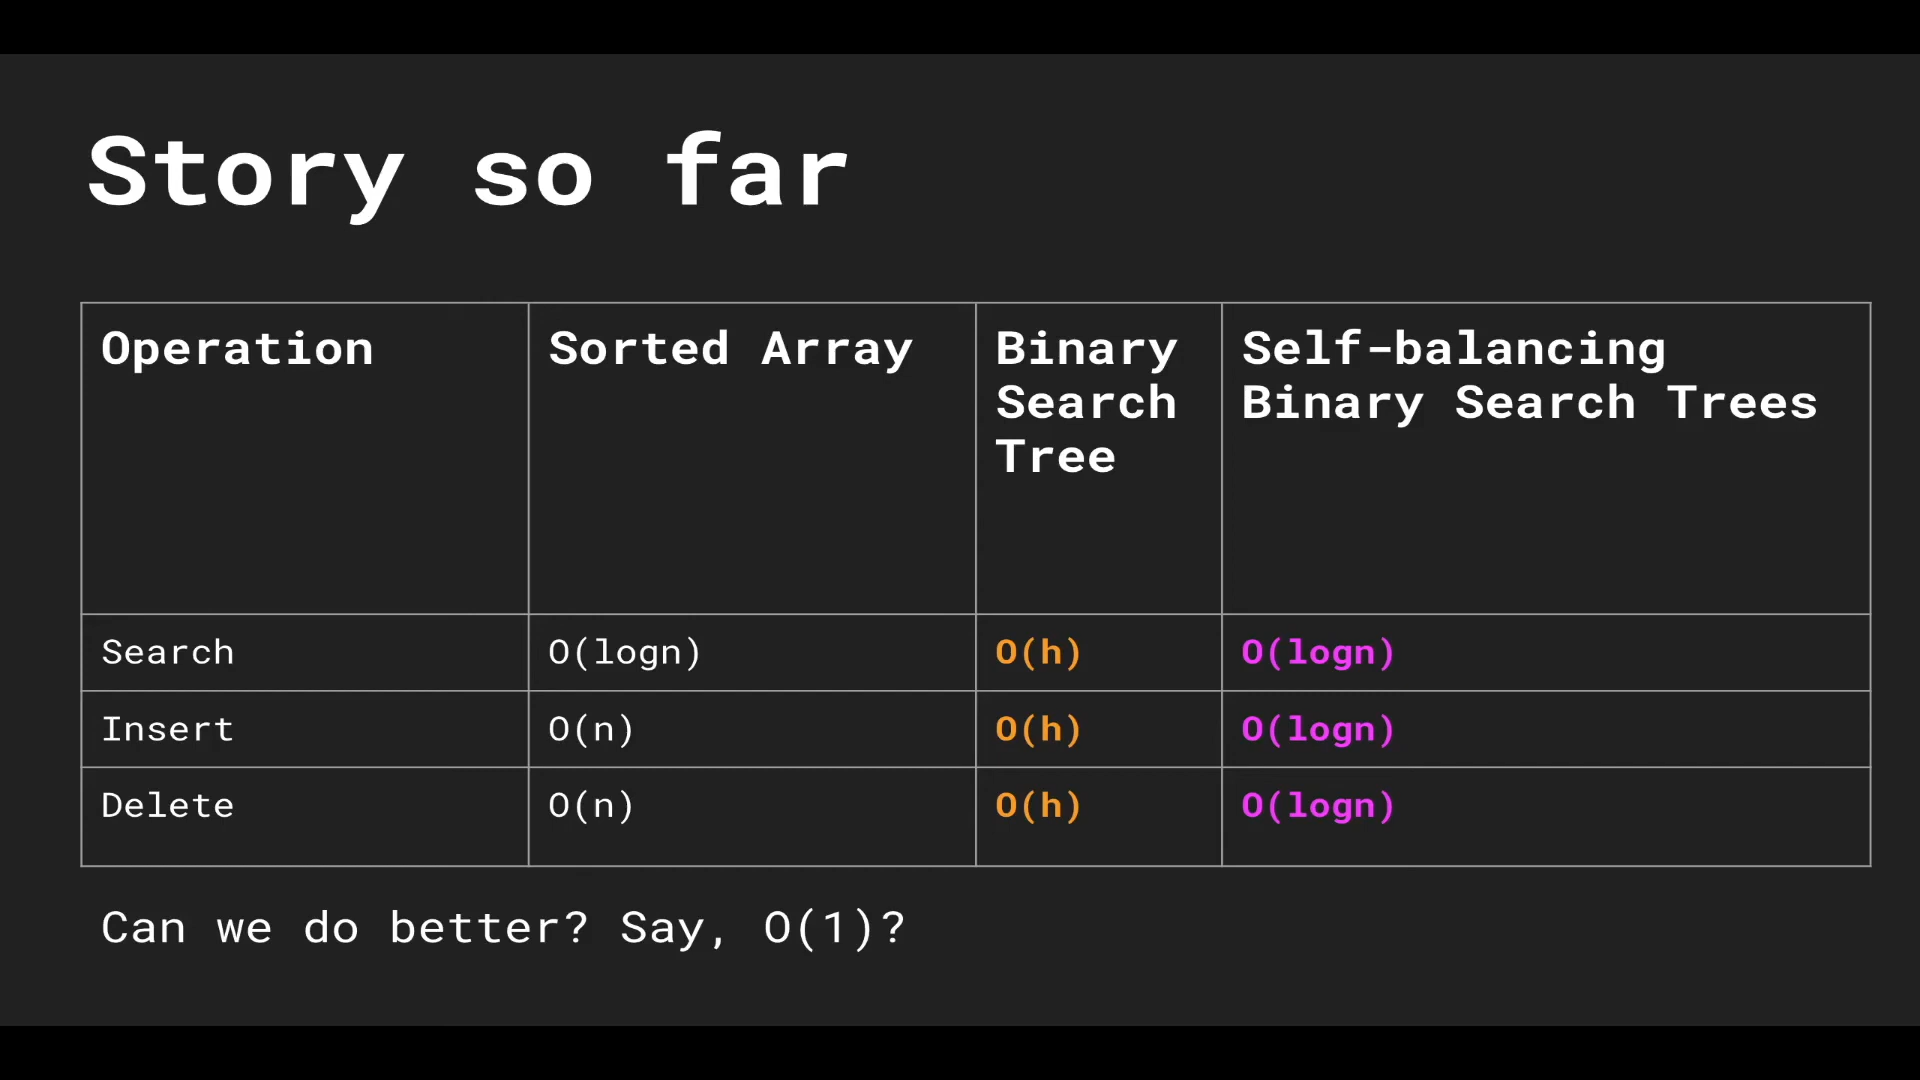 Story so far
Operation
Sorted Array
Binary
Search
Tree
Self-balancing
Binary Search Trees
Search
O(logn)
O(h)
O(logn)
Insert
O(n)
O(h)
O(logn)
Delete
O(n)
O(h)
O(logn)
Can we do better? Say, O(1)?